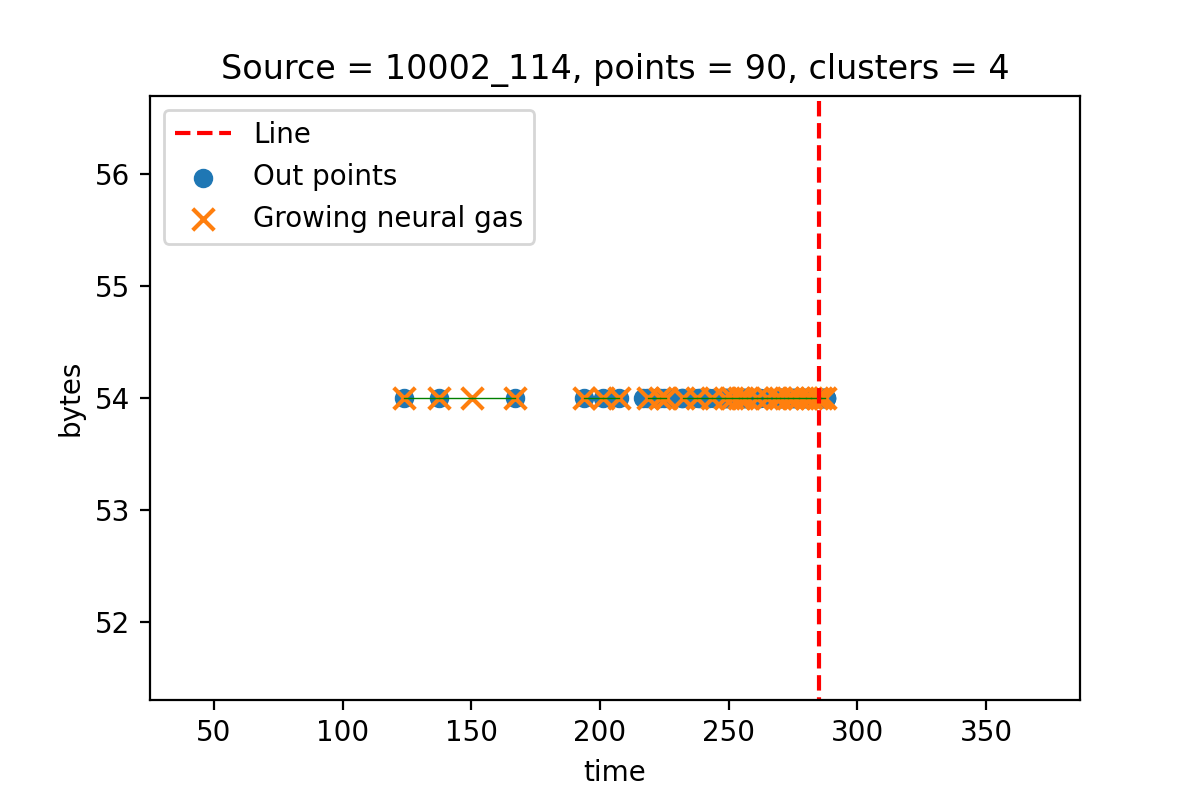 Source = 10002_114, points = 90, clusters = 4
Line
Out points
Growing neural gas
56
55
54
53
52
bytes
50
100
150
200
250
300
350
time